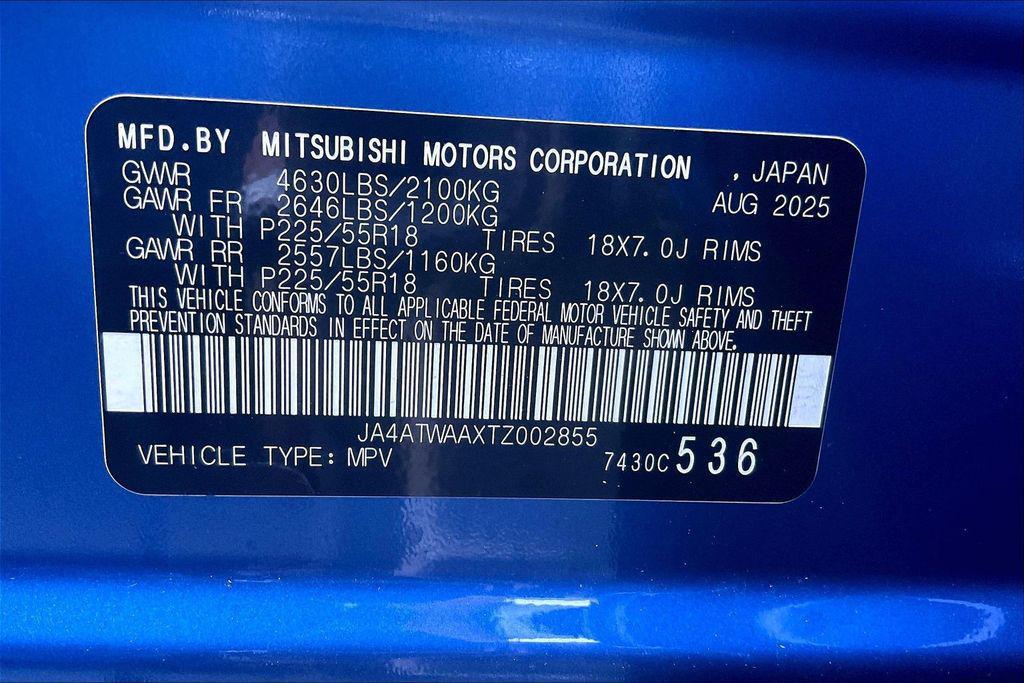 MFD.BY MITSUBISHI MOTORS CORPORATION , JAPAN
GVWR 4630LBS/2100KG AUG 2025
GAWR FR 2646LBS/1200KG
WITH P225/55R18 TIRES 18X7.0J RIMS
GAWR RR 2557LBS/1160KG
WITH P225/55R18 TIRES 18X7.0J RIMS
THIS VEHICLE CONFORMS TO ALL APPLICABLE FEDERAL MOTOR VEHICLE SAFETY AND THEFT
PREVENTION STANDARDS IN EFFECT ON THE DATE OF MANUFACTURE SHOWN ABOVE.
JA4ATWAAXTZ002855
VEHICLE TYPE: MPV 7430C 536